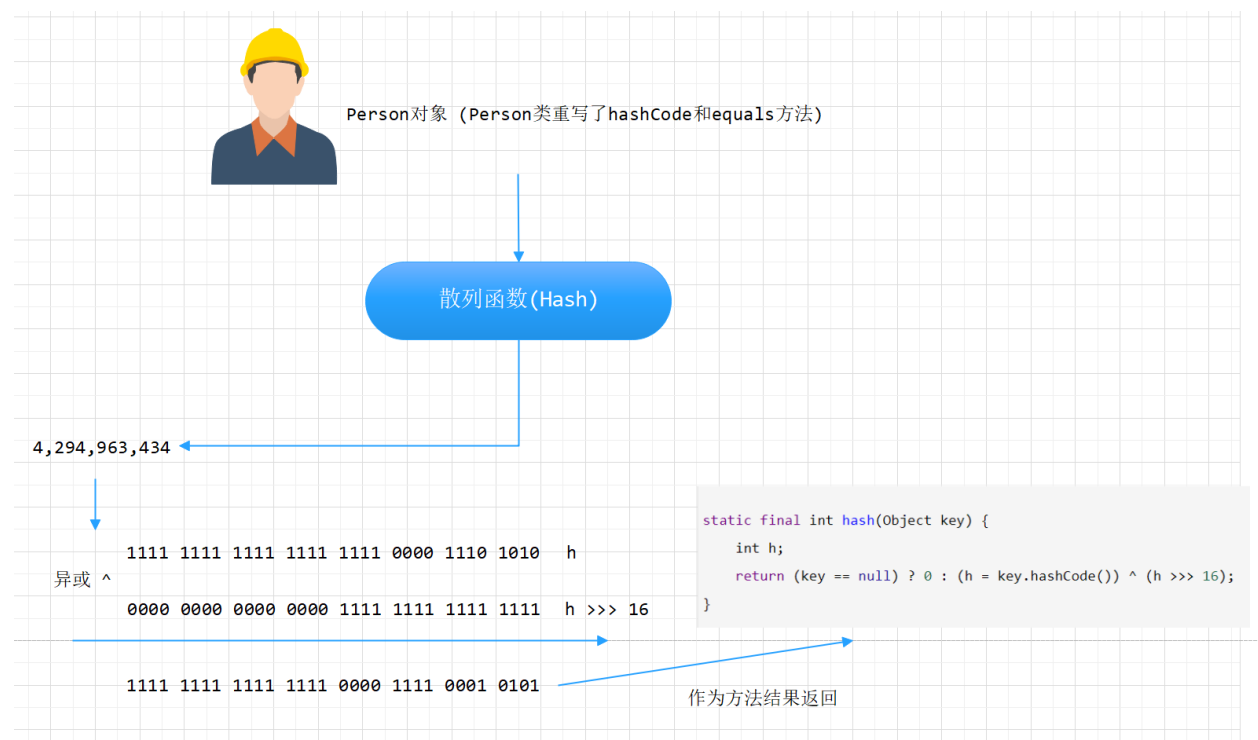 Person对象 (Person类重写了hashCode和equals方法)
散列函数(Hash)
4,294,963,434
1111 1111 1111 1111 1111 0000 1110 1010 h
异或 ^
0000 0000 0000 0000 1111 1111 1111 1111 h >>> 16
1111 1111 1111 1111 0000 1111 0001 0101
static final int hash(Object key) {
int h;
return (key == null) ? 0 : (h = key.hashCode()) ^ (h >>> 16);
}
作为方法结果返回